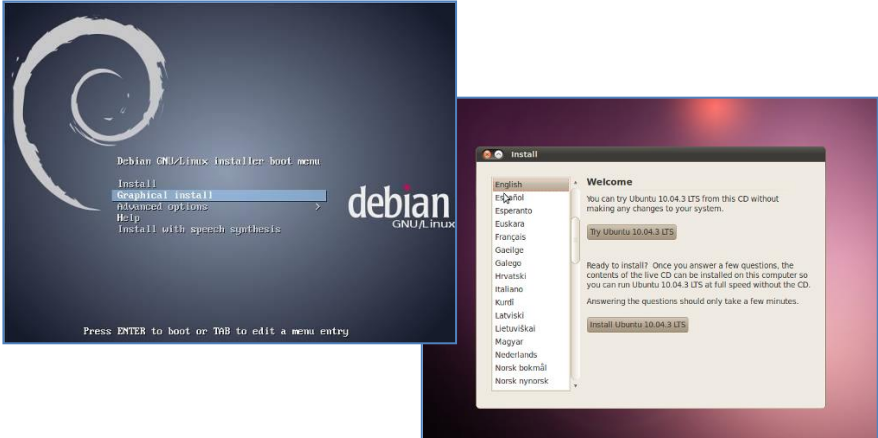 Debian GNU/Linux installer boot menu
Install
Graphical install
Advanced options >
Help
Install with speech synthesis
debian
GNU/Linux
Press ENTER to boot or TAB to edit a menu entry
Install
English
Español
Esperanto
Euskara
Français
Gaeilge
Galego
Hrvatski
Italiano
Kurdî
Latviski
Lietuviškai
Magyar
Nederlands
Norsk bokmål
Norsk nynorsk
Welcome
You can try Ubuntu 10.04.3 LTS from this CD without
making any changes to your system.
Try Ubuntu 10.04.3 LTS
Ready to install? Once you answer a few questions, the
contents of the live CD can be installed on this computer so
you can run Ubuntu 10.04.3 LTS at full speed without the CD.
Answering the questions should only take a few minutes.
Install Ubuntu 10.04.3 LTS